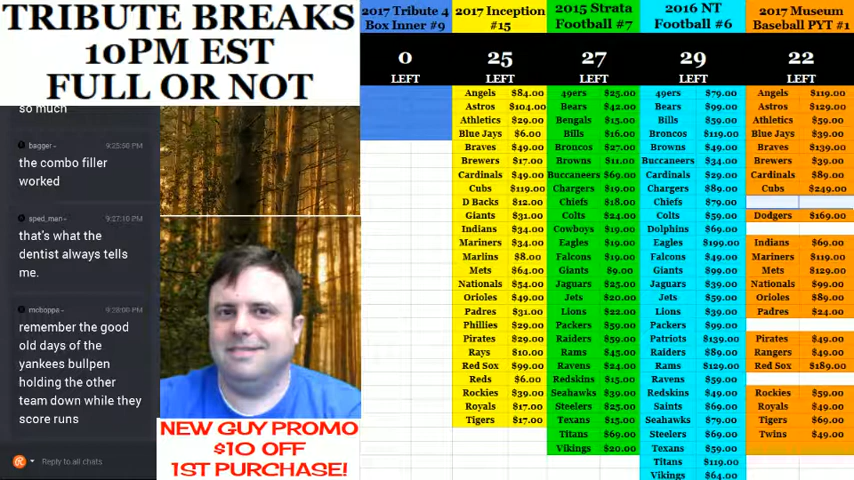 TRIBUTE BREAKS
10PM EST
FULL OR NOT
so much
bagger_ 9:25:50 PM
the combo filler
worked
sped_man_ 9:27:10 PM
that's what the
dentist always tells
me.
mcboppa_ 9:28:00 PM
remember the good
old days of the
yankees bullpen
holding the other
team down while they
score runs
Reply to all chats
NEW GUY PROMO
$10 OFF
1ST PURCHASE!
2017 Tribute 4
Box Inner #9
0
LEFT
2017 Inception
#15
25
LEFT
Angels $84.00
Astros $104.00
Athletics $29.00
Blue Jays $6.00
Braves $49.00
Brewers $17.00
Cardinals $49.00
Cubs $119.00
D Backs $12.00
Giants $31.00
Indians $34.00
Mariners $34.00
Marlins $8.00
Mets $64.00
Nationals $54.00
Orioles $49.00
Padres $31.00
Phillies $29.00
Pirates $29.00
Rays $10.00
Red Sox $99.00
Reds $6.00
Rockies $39.00
Royals $17.00
Tigers $17.00
2015 Strata
Football #7
27
LEFT
49ers $25.00
Bears $42.00
Bengals $15.00
Bills $16.00
Broncos $27.00
Browns $11.00
Buccaneers $69.00
Chargers $19.00
Chiefs $18.00
Colts $24.00
Cowboys $19.00
Eagles $19.00
Falcons $19.00
Giants $9.00
Jaguars $25.00
Jets $20.00
Lions $22.00
Packers $59.00
Raiders $59.00
Rams $45.00
Ravens $24.00
Redskins $15.00
Seahawks $39.00
Steelers $25.00
Texans $15.00
Titans $69.00
Vikings $20.00
2016 NT
Football #6
29
LEFT
49ers $79.00
Bears $99.00
Bills $59.00
Broncos $119.00
Browns $49.00
Buccaneers $34.00
Cardinals $29.00
Chargers $89.00
Chiefs $79.00
Colts $59.00
Dolphins $69.00
Eagles $199.00
Falcons $49.00
Giants $99.00
Jaguars $39.00
Jets $59.00
Lions $39.00
Packers $99.00
Patriots $139.00
Raiders $89.00
Rams $129.00
Ravens $59.00
Redskins $49.00
Saints $69.00
Seahawks $79.00
Steelers $69.00
Texans $59.00
Titans $119.00
Vikings $64.00
2017 Museum
Baseball PYT #1
22
LEFT
Angels $119.00
Astros $129.00
Athletics $59.00
Blue Jays $39.00
Braves $139.00
Brewers $39.00
Cardinals $89.00
Cubs $249.00
Dodgers $169.00
Indians $69.00
Mariners $119.00
Mets $129.00
Nationals $99.00
Orioles $89.00
Padres $24.00
Pirates $49.00
Rangers $49.00
Red Sox $189.00
Rockies $59.00
Royals $49.00
Tigers $69.00
Twins $49.00